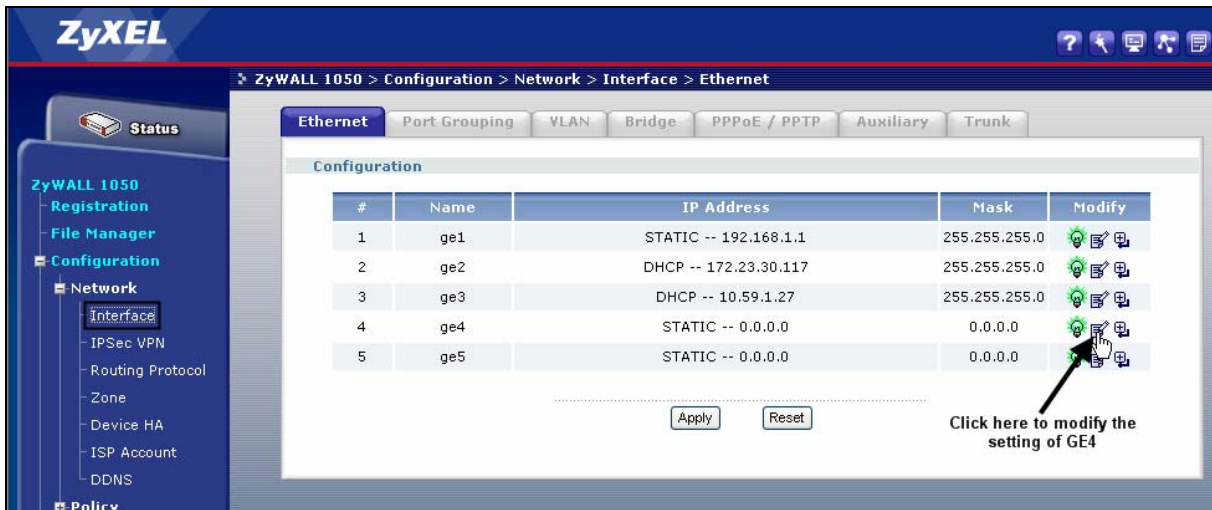 ZyXEL
ZyWALL 1050 > Configuration > Network > Interface > Ethernet
Status
Ethernet Port Grouping VLAN Bridge PPPoE / PPTP Auxiliary Trunk
Configuration
ZyWALL 1050
Registration
File Manager
Configuration
Network
Interface
IPSec VPN
Routing Protocol
Zone
Device HA
ISP Account
DDNS
Policy
# Name IP Address Mask Modify
1 ge1 STATIC -- 192.168.1.1 255.255.255.0
2 ge2 DHCP -- 172.23.30.117 255.255.255.0
3 ge3 DHCP -- 10.59.1.27 255.255.255.0
4 ge4 STATIC -- 0.0.0.0 0.0.0.0
5 ge5 STATIC -- 0.0.0.0 0.0.0.0
Apply Reset
Click here to modify the
setting of GE4